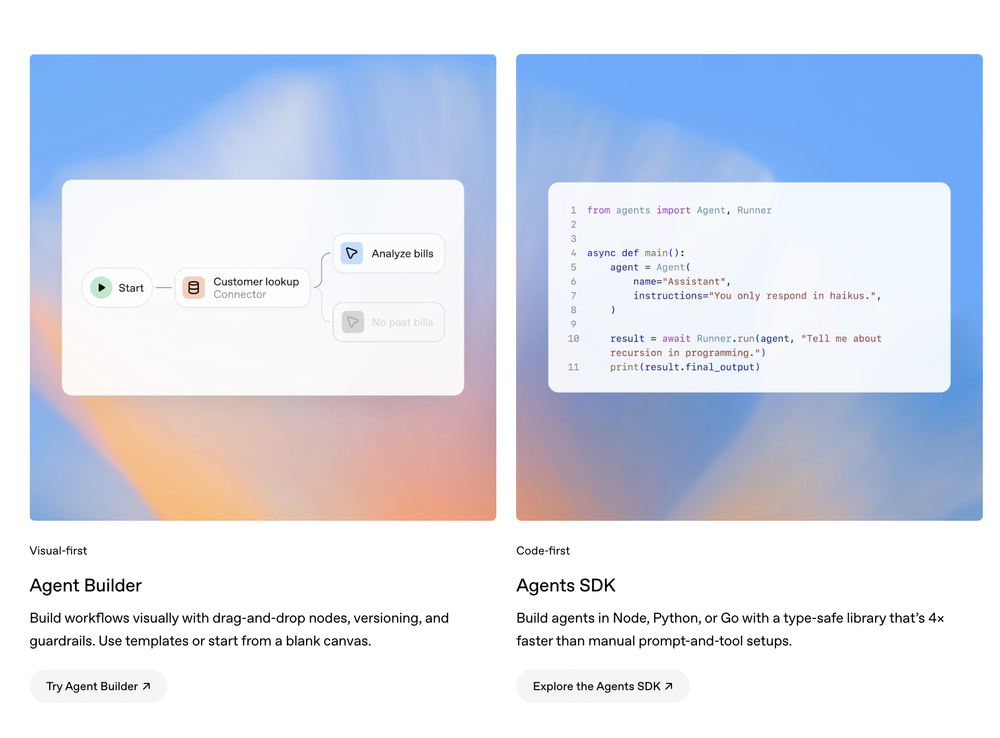 Start
Customer lookup
Connector
Analyze bills
No past bills
Visual-first
Agent Builder
Build workflows visually with drag-and-drop nodes, versioning, and
guardrails. Use templates or start from a blank canvas.
Try Agent Builder ↗
1 from agents import Agent, Runner
2
3
4 async def main():
5     agent = Agent(
6         name="Assistant",
7         instructions="You only respond in haikus.",
8     )
9
10     result = await Runner.run(agent, "Tell me about
recursion in programming.")
11     print(result.final_output)
Code-first
Agents SDK
Build agents in Node, Python, or Go with a type-safe library that’s 4×
faster than manual prompt-and-tool setups.
Explore the Agents SDK ↗